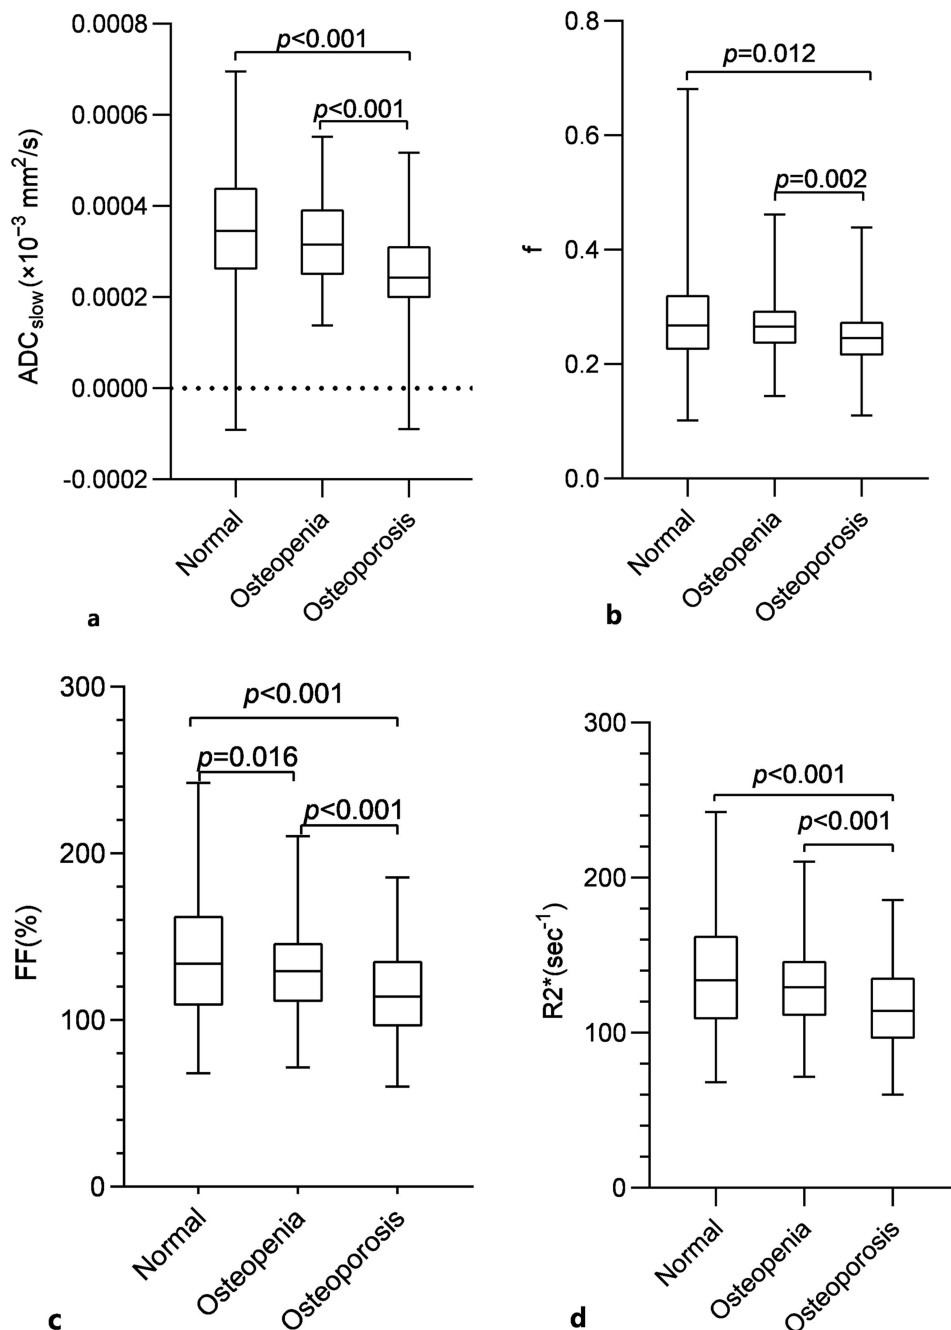 0.0008
0.0006
0.0004
0.0002
0.0000
-0.0002
ADCslow(×10⁻³ mm²/s)
p<0.001
p<0.001
Normal
Osteopenia
Osteoporosis
a
0.8
0.6
0.4
0.2
0.0
f
p=0.012
p=0.002
Normal
Osteopenia
Osteoporosis
b
300
200
100
0
FF(%)
p<0.001
p=0.016
p<0.001
Normal
Osteopenia
Osteoporosis
c
300
200
100
0
R2*(sec⁻¹)
p<0.001
p<0.001
Normal
Osteopenia
Osteoporosis
d